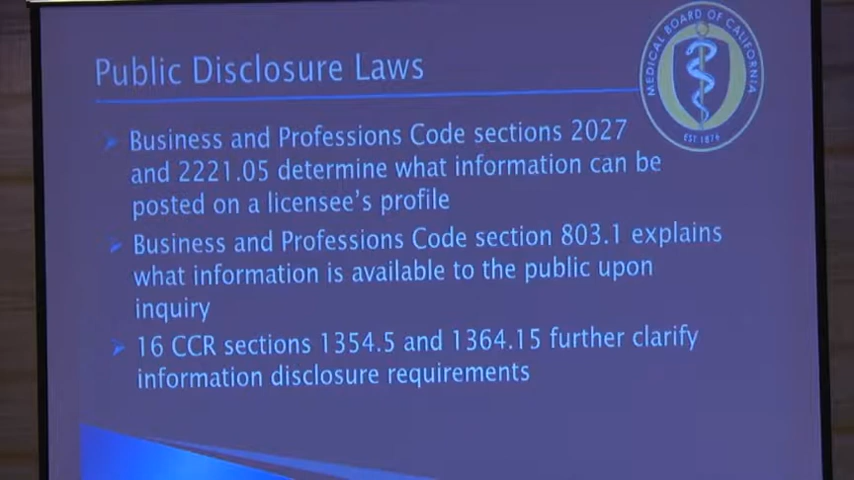 Public Disclosure Laws
MEDICAL BOARD OF CALIFORNIA
EST 1876
Business and Professions Code sections 2027
and 2221.05 determine what information can be
posted on a licensee's profile
Business and Professions Code section 803.1 explains
what information is available to the public upon
inquiry
16 CCR sections 1354.5 and 1364.15 further clarify
information disclosure requirements